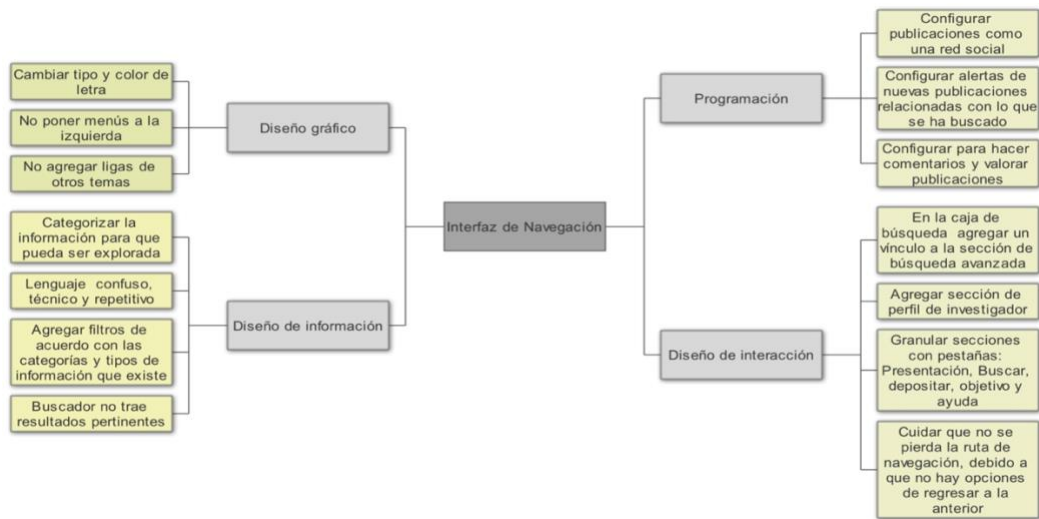 Interfaz de Navegación
Diseño gráfico
Cambiar tipo y color de
letra
No poner menús a la
izquierda
No agregar ligas de
otros temas
Diseño de información
Categorizar la
información para que
pueda ser explorada
Lenguaje confuso,
técnico y repetitivo
Agregar filtros de
acuerdo con las
categorías y tipos de
información que existe
Buscador no trae
resultados pertinentes
Programación
Configurar
publicaciones como
una red social
Configurar alertas de
nuevas publicaciones
relacionadas con lo que
se ha buscado
Configurar para hacer
comentarios y valorar
publicaciones
Diseño de interacción
En la caja de
búsqueda agregar un
vínculo a la sección de
búsqueda avanzada
Agregar sección de
perfil de investigador
Granular secciones
con pestañas:
Presentación, Buscar,
depositar, objetivo y
ayuda
Cuidar que no se
pierda la ruta de
navegación, debido a
que no hay opciones
de regresar a la
anterior